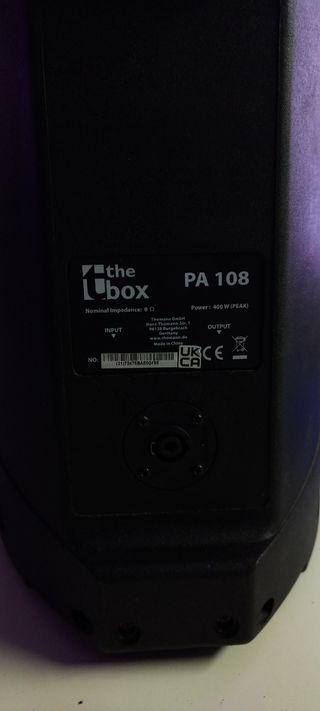 the box
PA 108
Nominal Impedance: 8 Ω
Power: 400 W (PEAK)
Thomann GmbH
Hans-Thomann-Str. 1
96138 Burgebrach
Germany
www.thomann.de
Made in China
INPUT
OUTPUT
NO:
UK
CA
CE